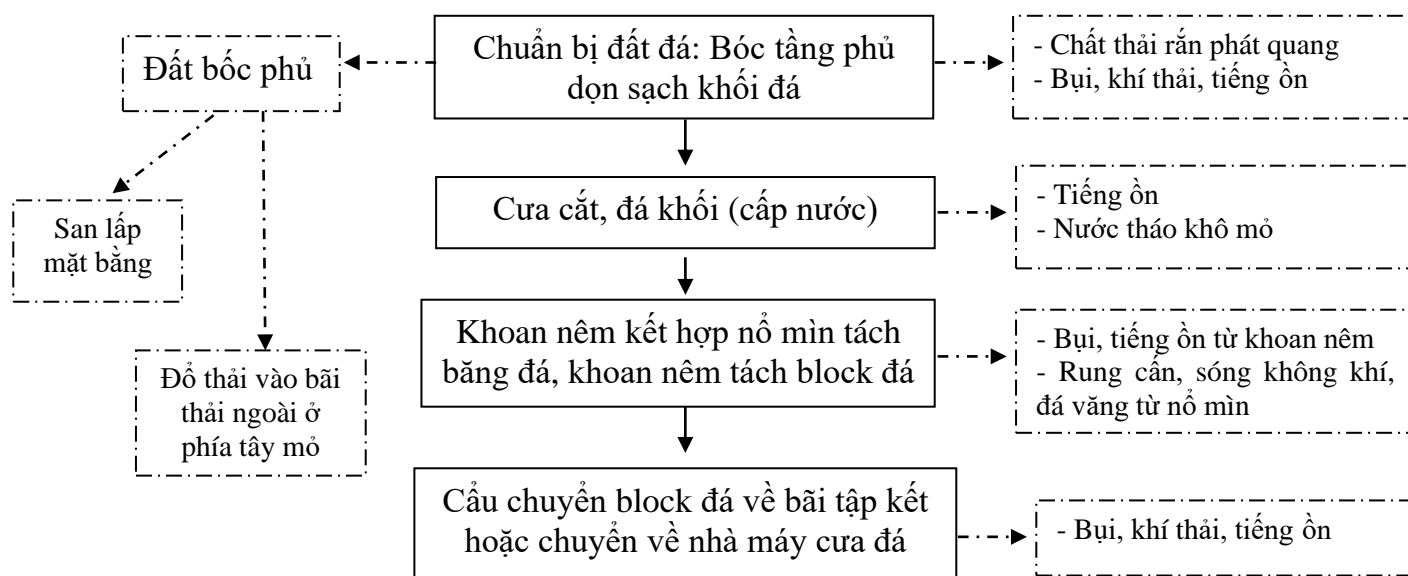 Chuẩn bị đất đá: Bóc tầng phủ
dọn sạch khối đá
Đất bốc phủ
- Chất thải rắn phát quang
- Bụi, khí thải, tiếng ồn
San lấp
mặt bằng
Cưa cắt, đá khối (cấp nước)
- Tiếng ồn
- Nước tháo khô mỏ
Khoan nêm kết hợp nổ mìn tách
băng đá, khoan nêm tách block đá
- Bụi, tiếng ồn từ khoan nêm
- Rung cấn, sóng không khí,
đá văng từ nổ mìn
Đổ thải vào bãi
thải ngoài ở
phía tây mỏ
Cẩu chuyển block đá về bãi tập kết
hoặc chuyển về nhà máy cưa đá
- Bụi, khí thải, tiếng ồn